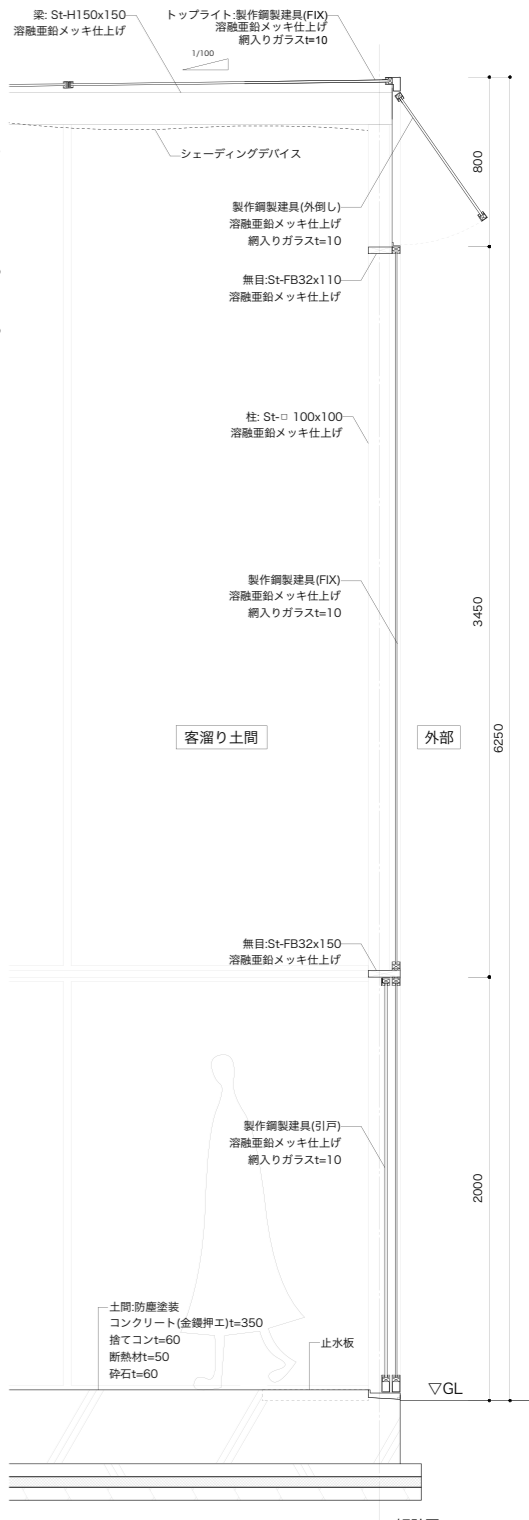 梁: St-H150x150
溶融亜鉛メッキ仕上げ
トップライト:製作鋼製建具(FIX)
溶融亜鉛メッキ仕上げ
網入りガラスt=10
1/100
シェーディングデバイス
800
製作鋼製建具(外倒し)
溶融亜鉛メッキ仕上げ
網入りガラスt=10
無目:St-FB32x110
溶融亜鉛メッキ仕上げ
柱: St-□ 100x100
溶融亜鉛メッキ仕上げ
製作鋼製建具(FIX)
溶融亜鉛メッキ仕上げ
網入りガラスt=10
3450
6250
客溜り土間
外部
無目:St-FB32x150
溶融亜鉛メッキ仕上げ
製作鋼製建具(引戸)
溶融亜鉛メッキ仕上げ
網入りガラスt=10
2000
土間:防塵塗装
コンクリート(金鏝押エ)t=350
捨てコンt=60
断熱材t=50
砕石t=60
止水板
▽GL